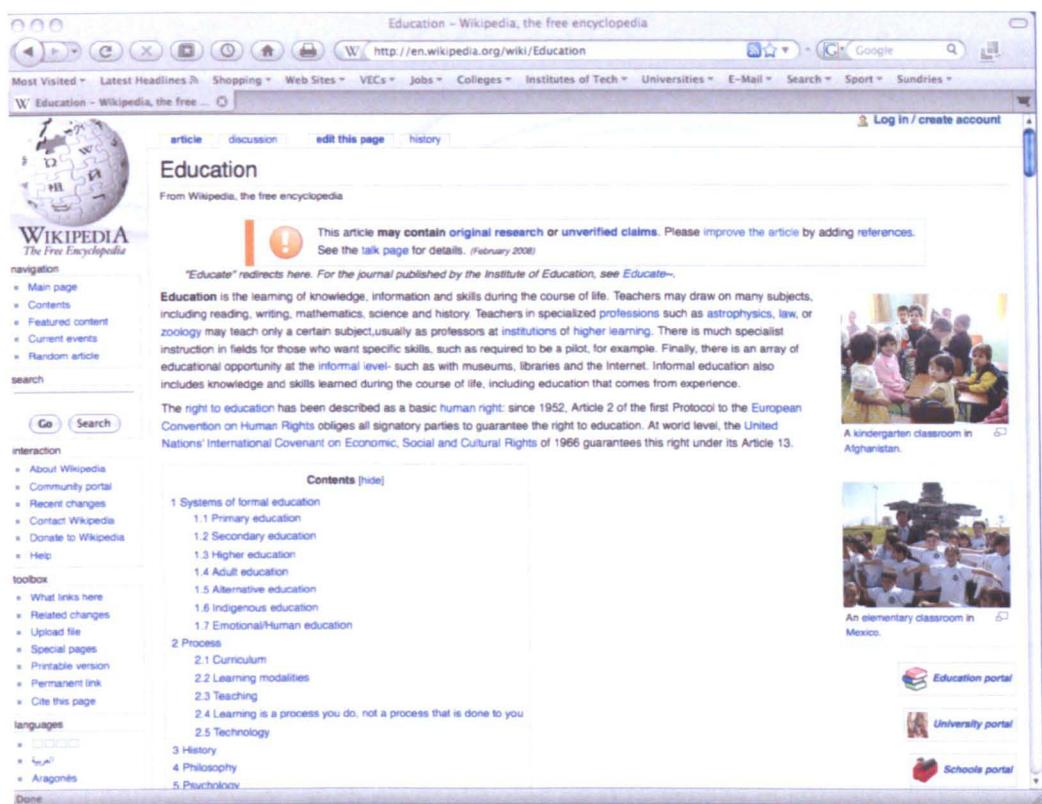 Education – Wikipedia, the free encyclopedia
W http://en.wikipedia.org/wiki/Education
Google
Most Visited Latest Headlines Shopping Web Sites VECs Jobs Colleges Institutes of Tech Universities E-Mail Search Sport Sundries
W Education – Wikipedia, the free ...
Log in / create account
article discussion edit this page history
Education
From Wikipedia, the free encyclopedia
WIKIPEDIA
The Free Encyclopedia
This article may contain original research or unverified claims. Please improve the article by adding references.
See the talk page for details. (February 2008)
"Educate" redirects here. For the journal published by the Institute of Education, see Educate~.
Education is the learning of knowledge, information and skills during the course of life. Teachers may draw on many subjects,
including reading, writing, mathematics, science and history. Teachers in specialized professions such as astrophysics, law, or
zoology may teach only a certain subject,usually as professors at institutions of higher learning. There is much specialist
instruction in fields for those who want specific skills, such as required to be a pilot, for example. Finally, there is an array of
educational opportunity at the informal level- such as with museums, libraries and the Internet. Informal education also
includes knowledge and skills learned during the course of life, including education that comes from experience.
The right to education has been described as a basic human right: since 1952, Article 2 of the first Protocol to the European
Convention on Human Rights obliges all signatory parties to guarantee the right to education. At world level, the United
Nations' International Covenant on Economic, Social and Cultural Rights of 1966 guarantees this right under its Article 13.
A kindergarten classroom in
Afghanistan.
An elementary classroom in
Mexico.
Education portal
University portal
Schools portal
Contents [hide]
1 Systems of formal education
1.1 Primary education
1.2 Secondary education
1.3 Higher education
1.4 Adult education
1.5 Alternative education
1.6 Indigenous education
1.7 Emotional/Human education
2 Process
2.1 Curriculum
2.2 Learning modalities
2.3 Teaching
2.4 Learning is a process you do, not a process that is done to you
2.5 Technology
3 History
4 Philosophy
5 Psychology
navigation
Main page
Contents
Featured content
Current events
Random article
search
Go Search
interaction
About Wikipedia
Community portal
Recent changes
Contact Wikipedia
Donate to Wikipedia
Help
toolbox
What links here
Related changes
Upload file
Special pages
Printable version
Permanent link
Cite this page
languages
العربية
Aragonés
Done